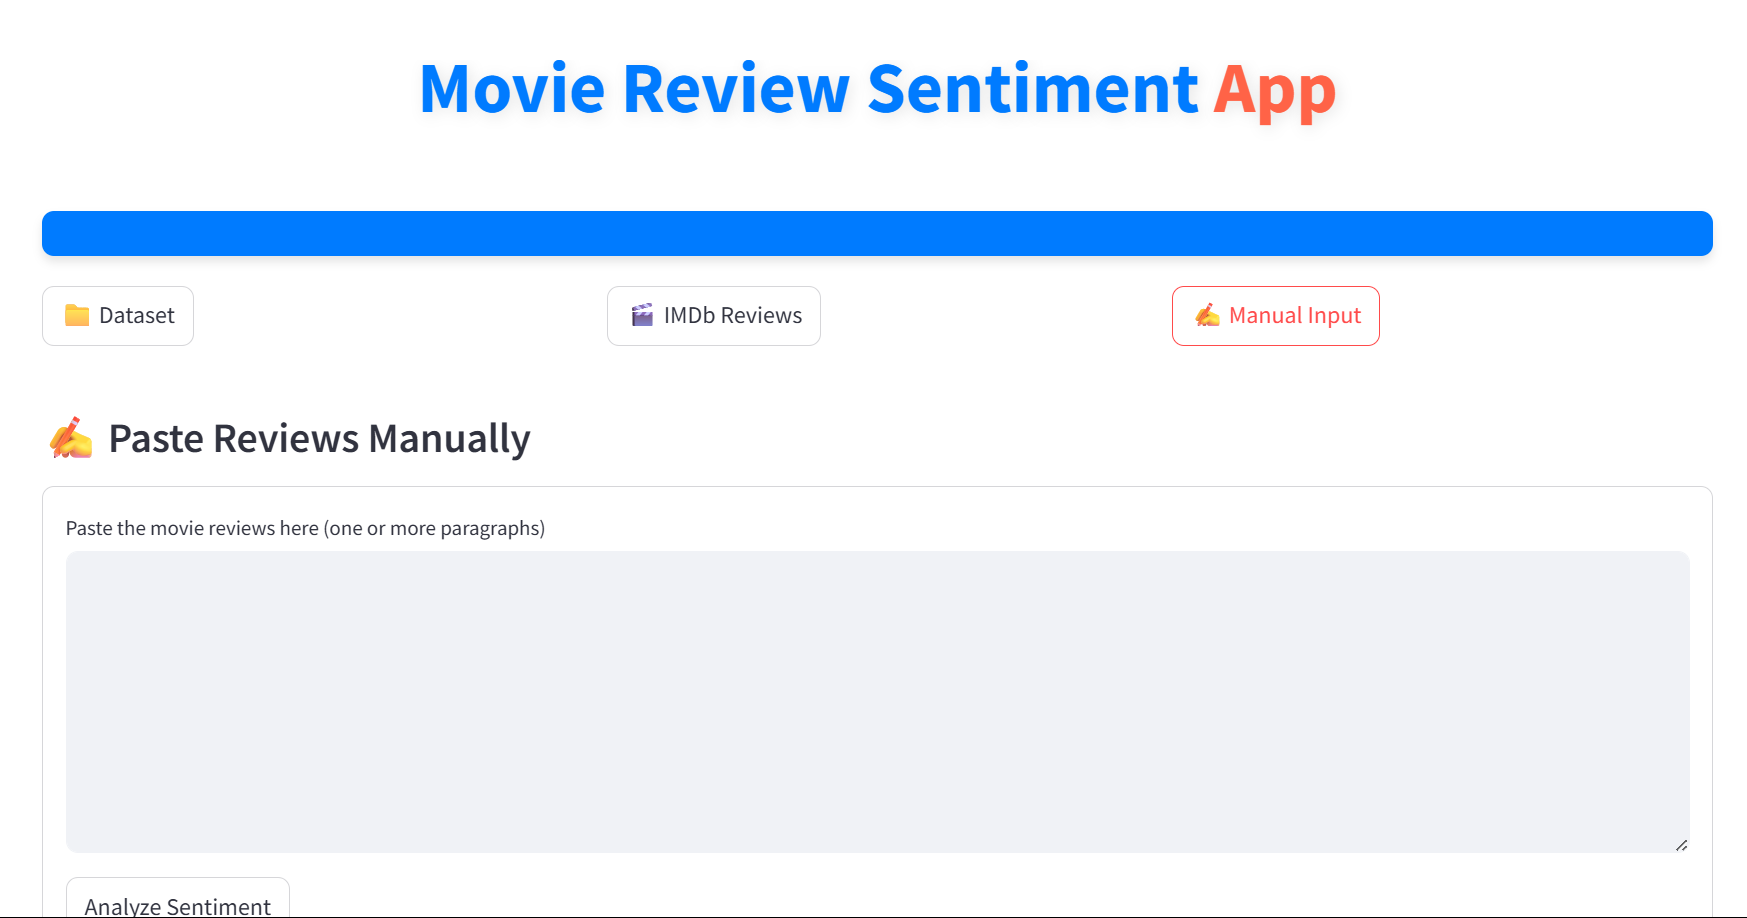 Movie Review Sentiment App
Dataset
IMDb Reviews
Manual Input
Paste Reviews Manually
Paste the movie reviews here (one or more paragraphs)
Analyze Sentiment